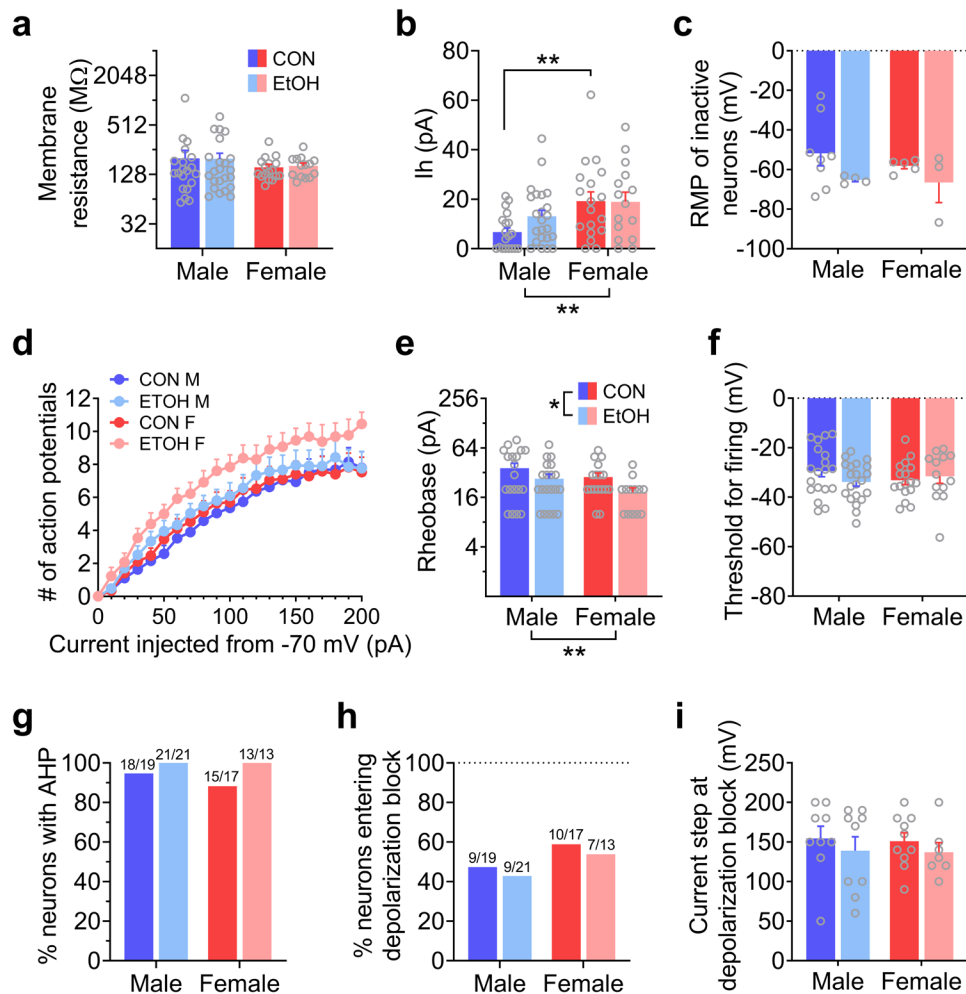 a
Membrane
resistance (MΩ)
2048
512
128
32
CON
EtOH
Male
Female
b
Ih (pA)
80
60
40
20
0
**
Male
Female
**
c
RMP of inactive
neurons (mV)
0
-20
-40
-60
-80
-100
Male
Female
d
# of action potentials
12
10
8
6
4
2
0
CON M
ETOH M
CON F
ETOH F
0
50
100
150
200
Current injected from -70 mV (pA)
e
Rheobase (pA)
256
64
16
4
*
CON
EtOH
Male
Female
**
f
Threshold for firing (mV)
0
-20
-40
-60
-80
Male
Female
g
% neurons with AHP
100
80
60
40
20
0
18/19
21/21
15/17
13/13
Male
Female
h
% neurons entering
depolarization block
100
80
60
40
20
0
9/19
9/21
10/17
7/13
Male
Female
i
Current step at
depolarization block (mV)
250
200
150
100
50
0
Male
Female